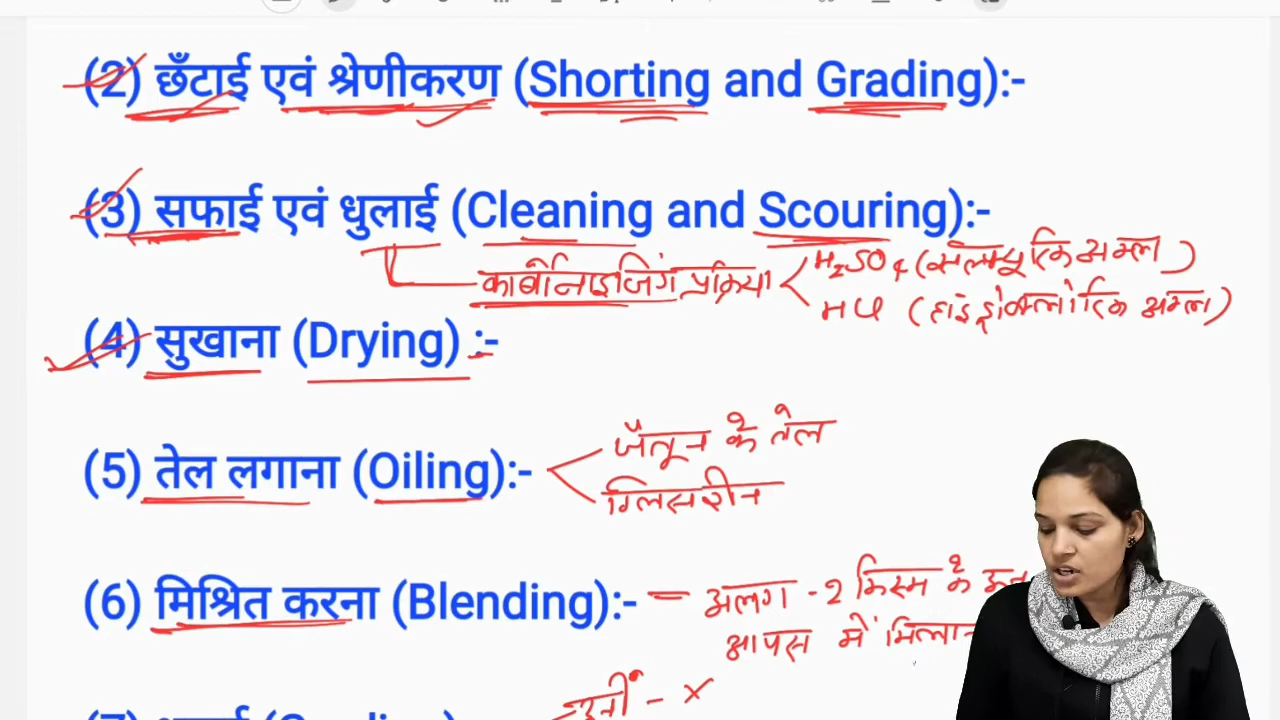 (2) छँटाई एवं श्रेणीकरण (Shorting and Grading):-
(3) सफाई एवं धुलाई (Cleaning and Scouring):-
कार्बोनाइजिंग प्रक्रिया
H₂SO₄ (सल्फ्यूरिक अम्ल)
HCl (हाइड्रोक्लोरिक अम्ल)
(4) सुखाना (Drying) :-
(5) तेल लगाना (Oiling):-
जैतून के तेल
ग्लिसरीन
(6) मिश्रित करना (Blending):-
अलग - 2 किस्म के ऊन
आपस में